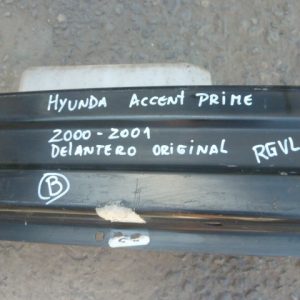 HYUNDA ACCENT PRIME
2000-2001
DELANTERO ORIGINAL RGVL
B